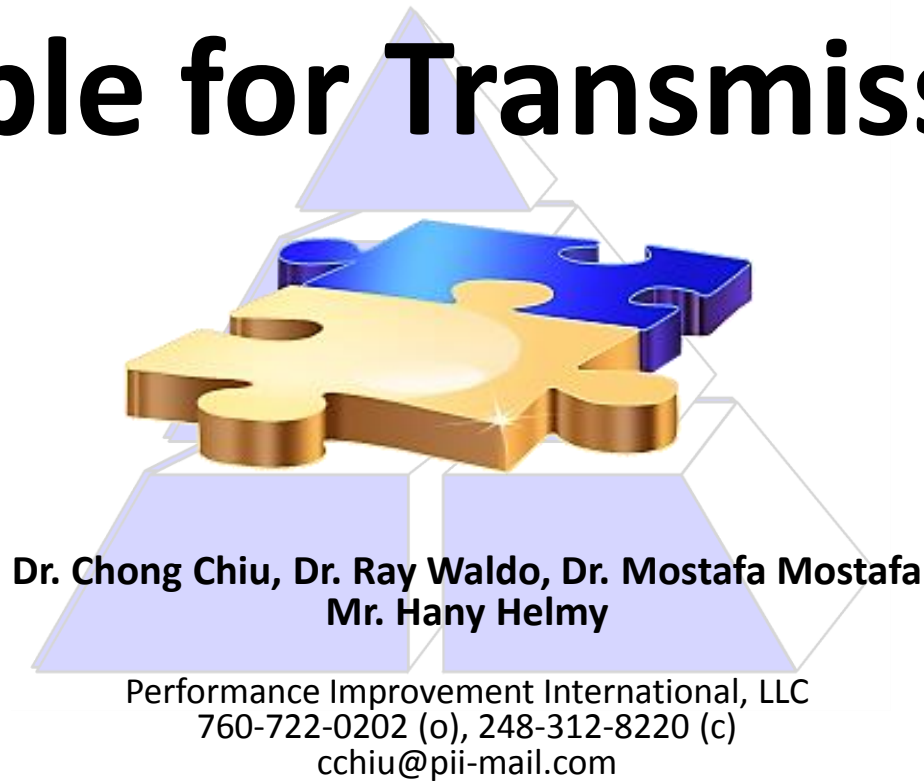 ple for Transmiss
Dr. Chong Chiu, Dr. Ray Waldo, Dr. Mostafa Mostafa
Mr. Hany Helmy
Performance Improvement International, LLC
760-722-0202 (o), 248-312-8220 (c)
cchiu@pii-mail.com